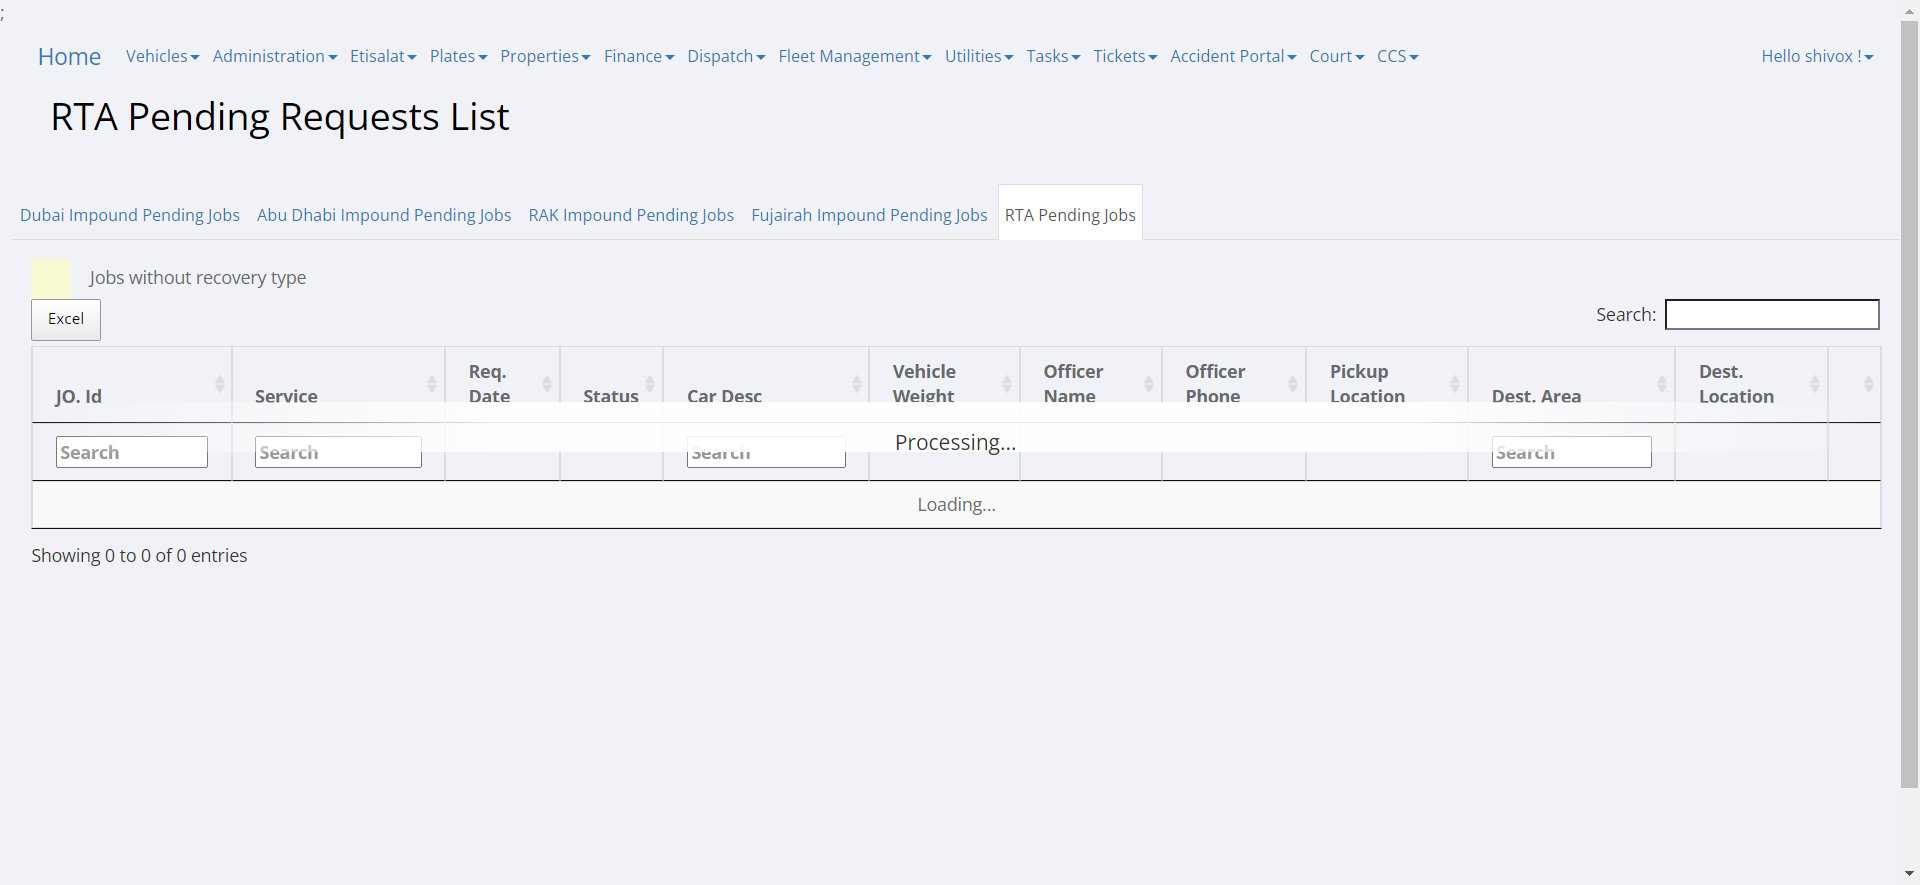 ;
Home Vehicles Administration Etisalat Plates Properties Finance Dispatch Fleet Management Utilities Tasks Tickets Accident Portal Court CCS Hello shivox !
RTA Pending Requests List
Dubai Impound Pending Jobs Abu Dhabi Impound Pending Jobs RAK Impound Pending Jobs Fujairah Impound Pending Jobs RTA Pending Jobs
Jobs without recovery type
Excel Search:
JO. Id Service Req. Date Status Car Desc Vehicle Weight Officer Name Officer Phone Pickup Location Dest. Area Dest. Location
Search Search Search Search
Processing...
Loading...
Showing 0 to 0 of 0 entries